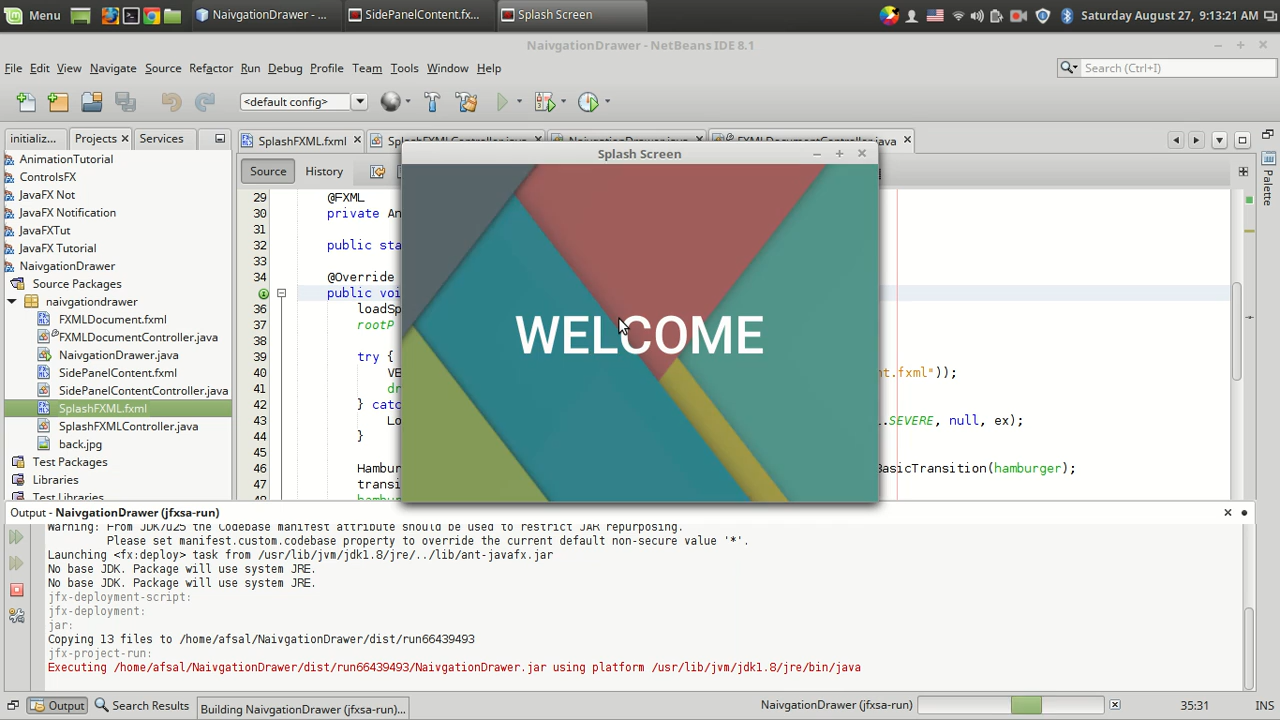 Menu
NaivgationDrawer - ...
SidePanelContent.fx...
Splash Screen
Saturday August 27, 9:13:21 AM
NaivgationDrawer - NetBeans IDE 8.1
File Edit View Navigate Source Refactor Run Debug Profile Team Tools Window Help
Search (Ctrl+I)
<default config>
initializ...
Projects
Services
SplashFXML.fxml
Source
History
Splash Screen
WELCOME
Palette
AnimationTutorial
ControlsFX
JavaFX Not
JavaFX Notification
JavaFXTut
JavaFX Tutorial
NaivgationDrawer
Source Packages
naivgationdrawer
FXMLDocument.fxml
FXMLDocumentController.java
NaivgationDrawer.java
SidePanelContent.fxml
SidePanelContentController.java
SplashFXML.fxml
SplashFXMLController.java
back.jpg
Test Packages
Libraries
Test Libraries
29 @FXML
30 private An
31
32 public sta
33
34 @Override
public voi
36 loadSp
37 rootP
38
39 try {
40 VB nt.fxml"));
41 dr
42 } catc
43 Lo .SEVERE, null, ex);
44 }
45
46 Hambur BasicTransition(hamburger);
47 transi
Output - NaivgationDrawer (jfxsa-run)
Warning: From JDK7u25 the Codebase manifest attribute should be used to restrict JAR repurposing.
Please set manifest.custom.codebase property to override the current default non-secure value '*'.
Launching <fx:deploy> task from /usr/lib/jvm/jdk1.8/jre/../lib/ant-javafx.jar
No base JDK. Package will use system JRE.
No base JDK. Package will use system JRE.
jfx-deployment-script:
jfx-deployment:
jar:
Copying 13 files to /home/afsal/NaivgationDrawer/dist/run66439493
jfx-project-run:
Executing /home/afsal/NaivgationDrawer/dist/run66439493/NaivgationDrawer.jar using platform /usr/lib/jvm/jdk1.8/jre/bin/java
Output
Search Results
Building NaivgationDrawer (jfxsa-run)...
NaivgationDrawer (jfxsa-run)
35:31
INS